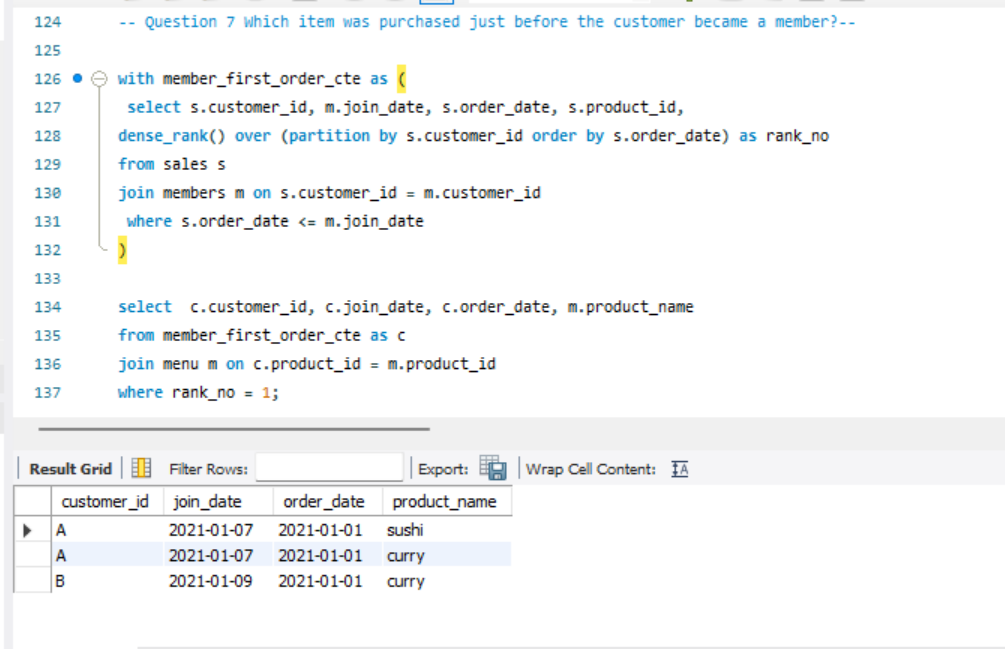 124 -- Question 7 Which item was purchased just before the customer became a member?--
125
126 with member_first_order_cte as (
127 select s.customer_id, m.join_date, s.order_date, s.product_id,
128 dense_rank() over (partition by s.customer_id order by s.order_date) as rank_no
129 from sales s
130 join members m on s.customer_id = m.customer_id
131 where s.order_date <= m.join_date
132 )
133
134 select  c.customer_id, c.join_date, c.order_date, m.product_name
135 from member_first_order_cte as c
136 join menu m on c.product_id = m.product_id
137 where rank_no = 1;
Result Grid Filter Rows: Export: Wrap Cell Content: IA
customer_id join_date order_date product_name
A 2021-01-07 2021-01-01 sushi
A 2021-01-07 2021-01-01 curry
B 2021-01-09 2021-01-01 curry